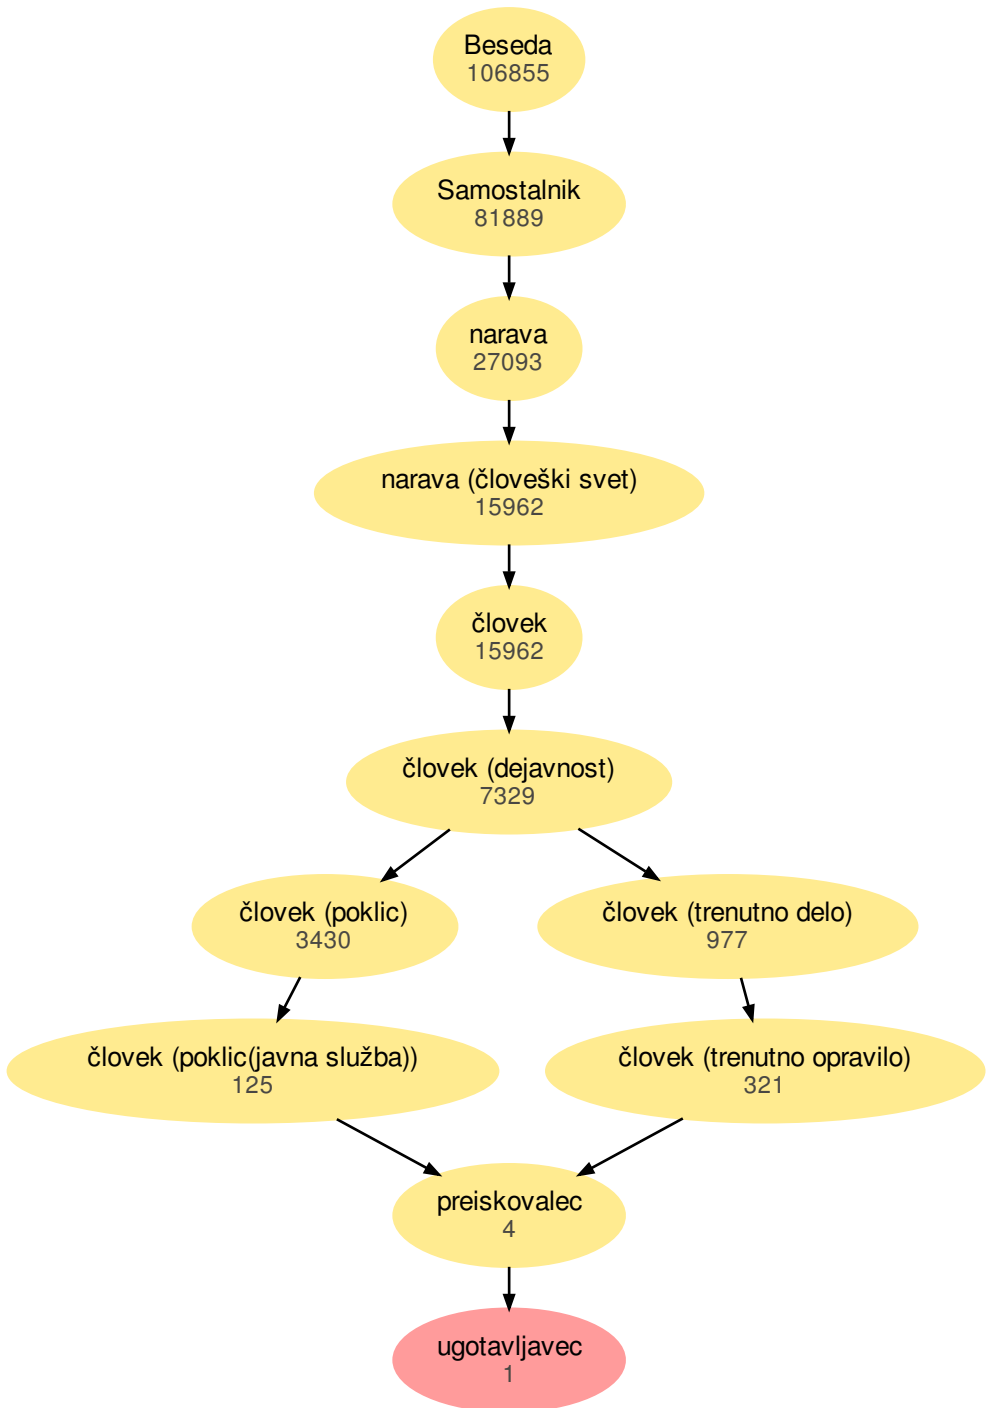 Beseda
106855
Samostalnik
81889
narava
27093
narava (človeški svet)
15962
človek
15962
človek (dejavnost)
7329
človek (poklic)
3430
človek (trenutno delo)
977
človek (poklic(javna služba))
125
človek (trenutno opravilo)
321
preiskovalec
4
ugotavljavec
1